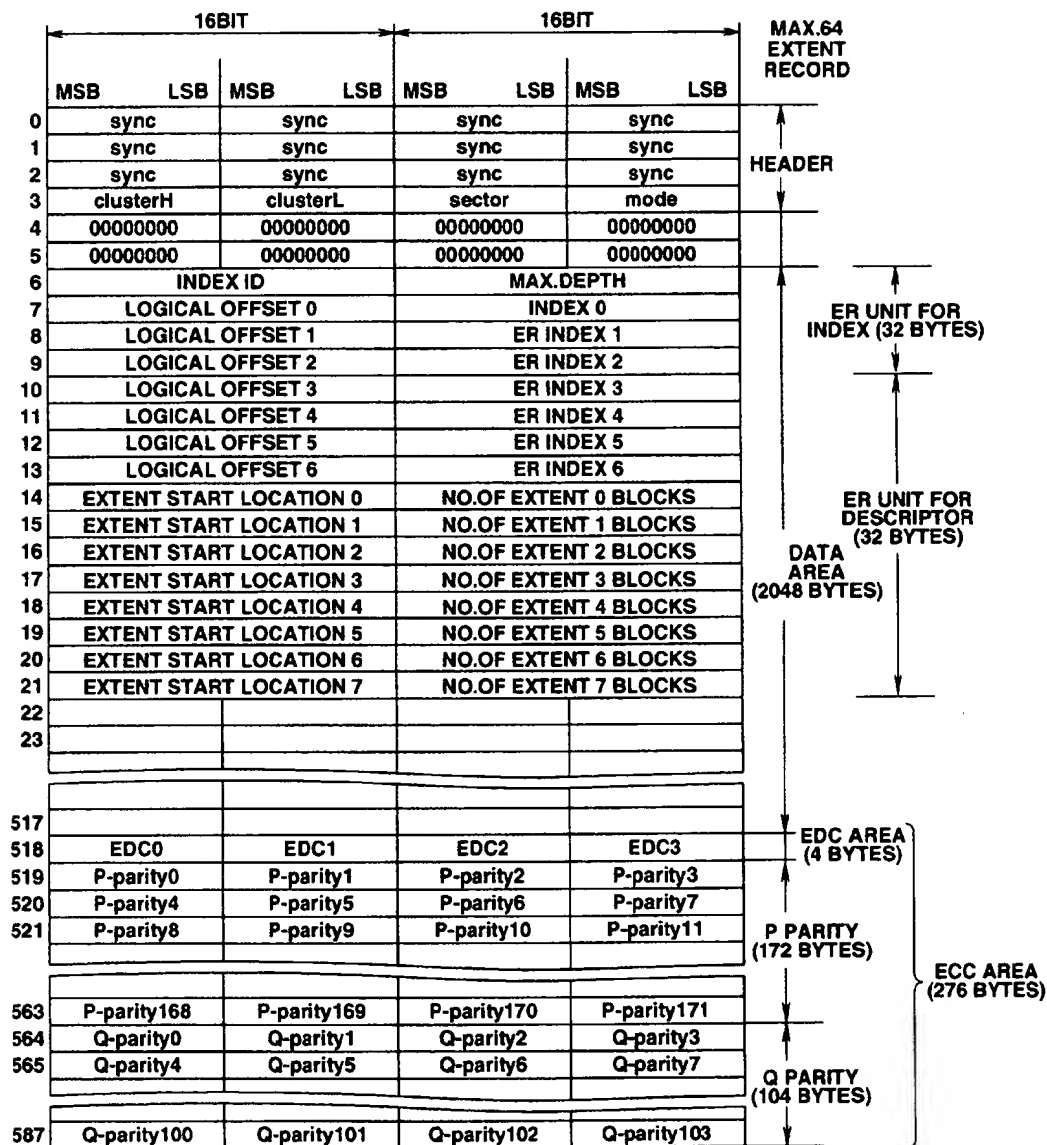 16BIT 16BIT
MAX.64
EXTENT
RECORD
MSB LSB MSB LSB MSB LSB MSB LSB
0 sync sync sync sync
1 sync sync sync sync
HEADER
2 sync sync sync sync
3 clusterH clusterL sector mode
4 00000000 00000000 00000000 00000000
5 00000000 00000000 00000000 00000000
6 INDEX ID MAX.DEPTH
7 LOGICAL OFFSET 0 INDEX 0
ER UNIT FOR
INDEX (32 BYTES)
8 LOGICAL OFFSET 1 ER INDEX 1
9 LOGICAL OFFSET 2 ER INDEX 2
10 LOGICAL OFFSET 3 ER INDEX 3
11 LOGICAL OFFSET 4 ER INDEX 4
12 LOGICAL OFFSET 5 ER INDEX 5
13 LOGICAL OFFSET 6 ER INDEX 6
14 EXTENT START LOCATION 0 NO.OF EXTENT 0 BLOCKS
ER UNIT FOR
DESCRIPTOR
(32 BYTES)
15 EXTENT START LOCATION 1 NO.OF EXTENT 1 BLOCKS
16 EXTENT START LOCATION 2 NO.OF EXTENT 2 BLOCKS
DATA
AREA
(2048 BYTES)
17 EXTENT START LOCATION 3 NO.OF EXTENT 3 BLOCKS
18 EXTENT START LOCATION 4 NO.OF EXTENT 4 BLOCKS
19 EXTENT START LOCATION 5 NO.OF EXTENT 5 BLOCKS
20 EXTENT START LOCATION 6 NO.OF EXTENT 6 BLOCKS
21 EXTENT START LOCATION 7 NO.OF EXTENT 7 BLOCKS
22
23
517
518 EDC0 EDC1 EDC2 EDC3
EDC AREA
(4 BYTES)
519 P-parity0 P-parity1 P-parity2 P-parity3
520 P-parity4 P-parity5 P-parity6 P-parity7
521 P-parity8 P-parity9 P-parity10 P-parity11
P PARITY
(172 BYTES)
ECC AREA
(276 BYTES)
563 P-parity168 P-parity169 P-parity170 P-parity171
564 Q-parity0 Q-parity1 Q-parity2 Q-parity3
565 Q-parity4 Q-parity5 Q-parity6 Q-parity7
Q PARITY
(104 BYTES)
587 Q-parity100 Q-parity101 Q-parity102 Q-parity103